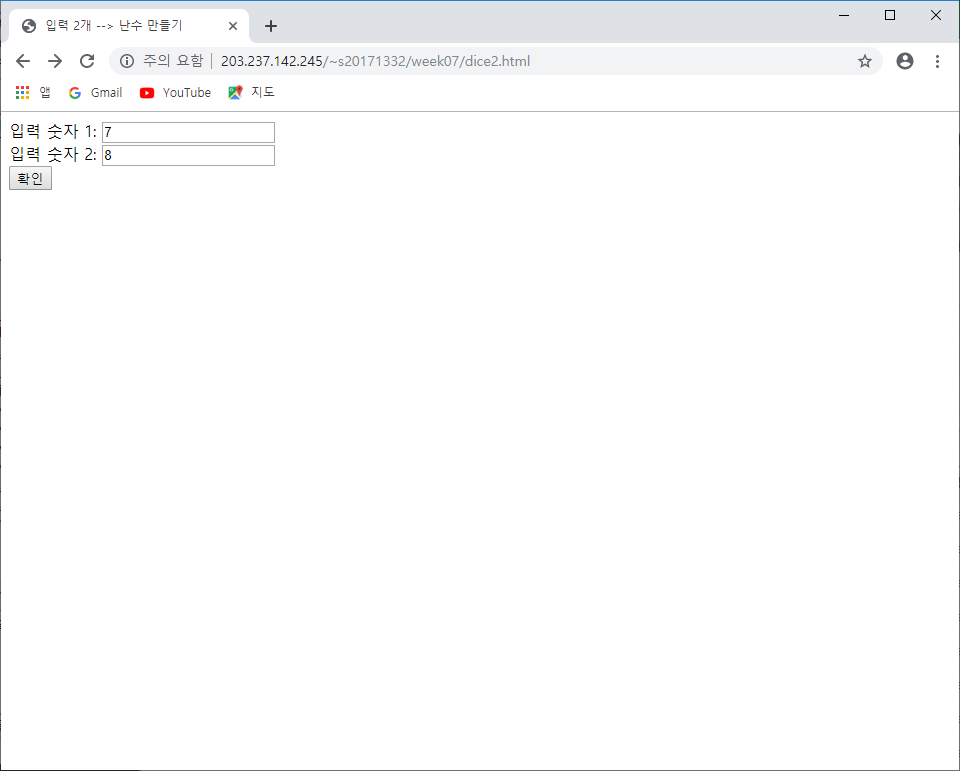 입력 2개 --> 난수 만들기
주의 요함 203.237.142.245/~s20171332/week07/dice2.html
앱 Gmail YouTube 지도
입력 숫자 1: 7
입력 숫자 2: 8
확인